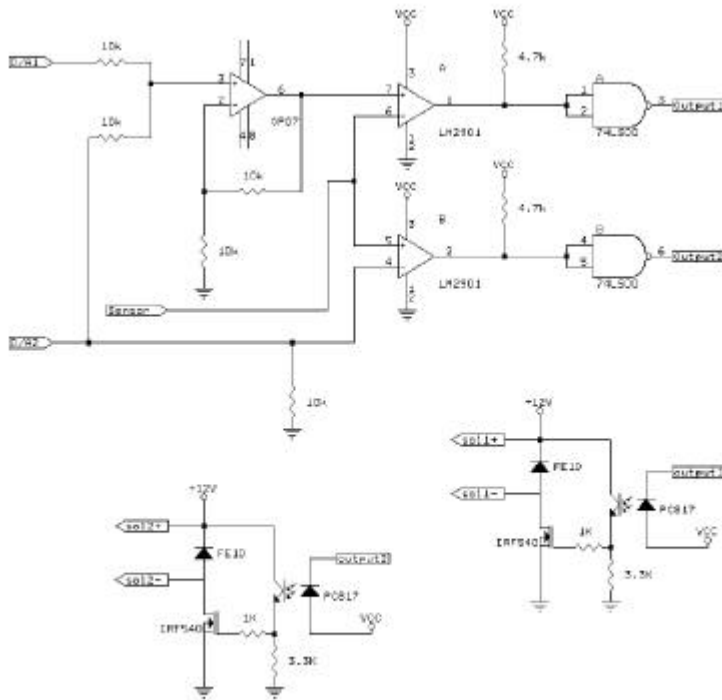 VCC
VCC
10k
4.7k
D/A1
7 1
3
A
A
3
6
7
1
1
3
output1
2
6
2
OP07
4 8
LM2901
74LS00
10k
10k
1
2
VCC
VCC
4.7k
3
B
B
10k
5
2
4
6
output2
4
5
LM2901
74LS00
Sensor
1
2
D/A2
10k
+12V
sol1+
FE10
output1
+12V
sol1-
PC817
sol2+
1K
VCC
FE10
IRF540
output2
3.3K
sol2-
PC817
1K
VCC
IRF540
3.3K